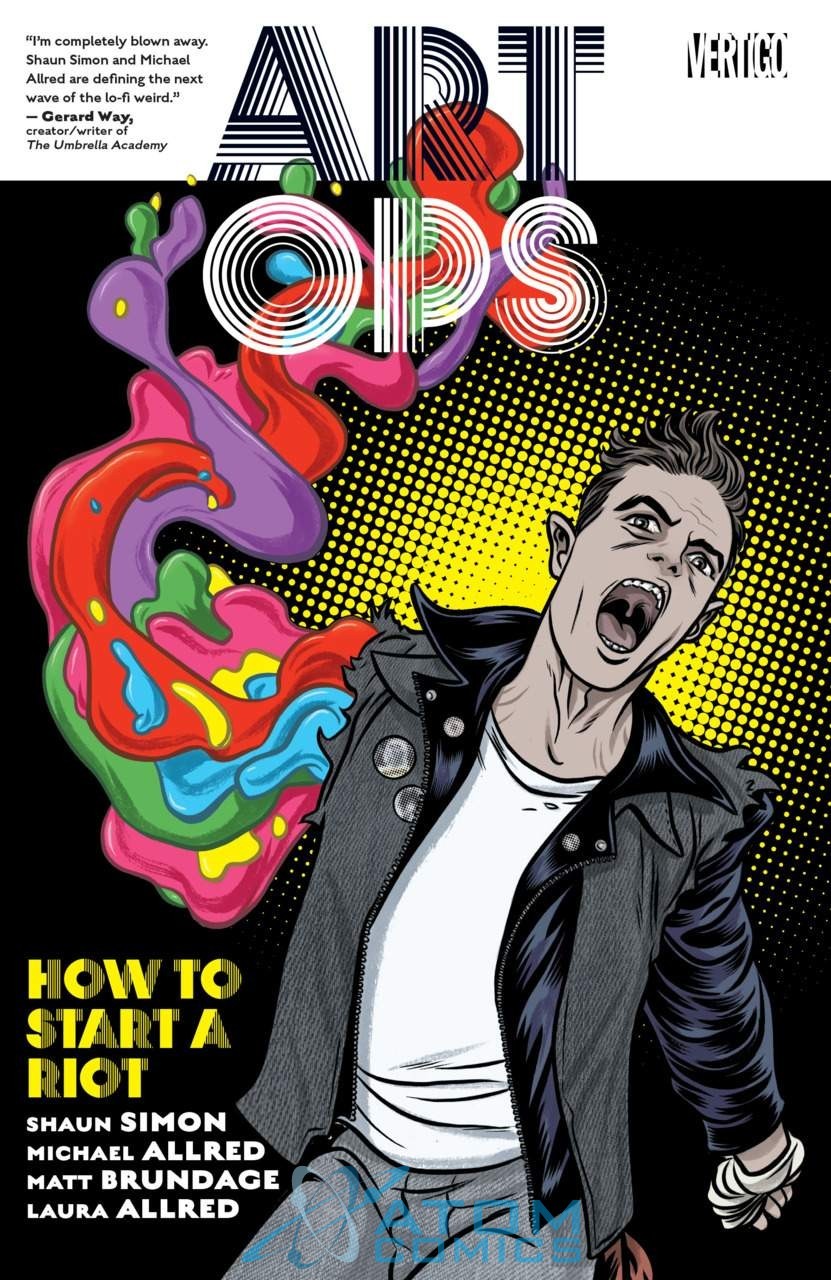 “I’m completely blown away.
Shaun Simon and Michael
Allred are defining the next
wave of the lo-fi weird.”
— Gerard Way,
creator/writer of
The Umbrella Academy
ART
OPS
VERTIGO
HOW TO
START A
RIOT
SHAUN SIMON
MICHAEL ALLRED
MATT BRUNDAGE
LAURA ALLRED
ATOM
COMICS